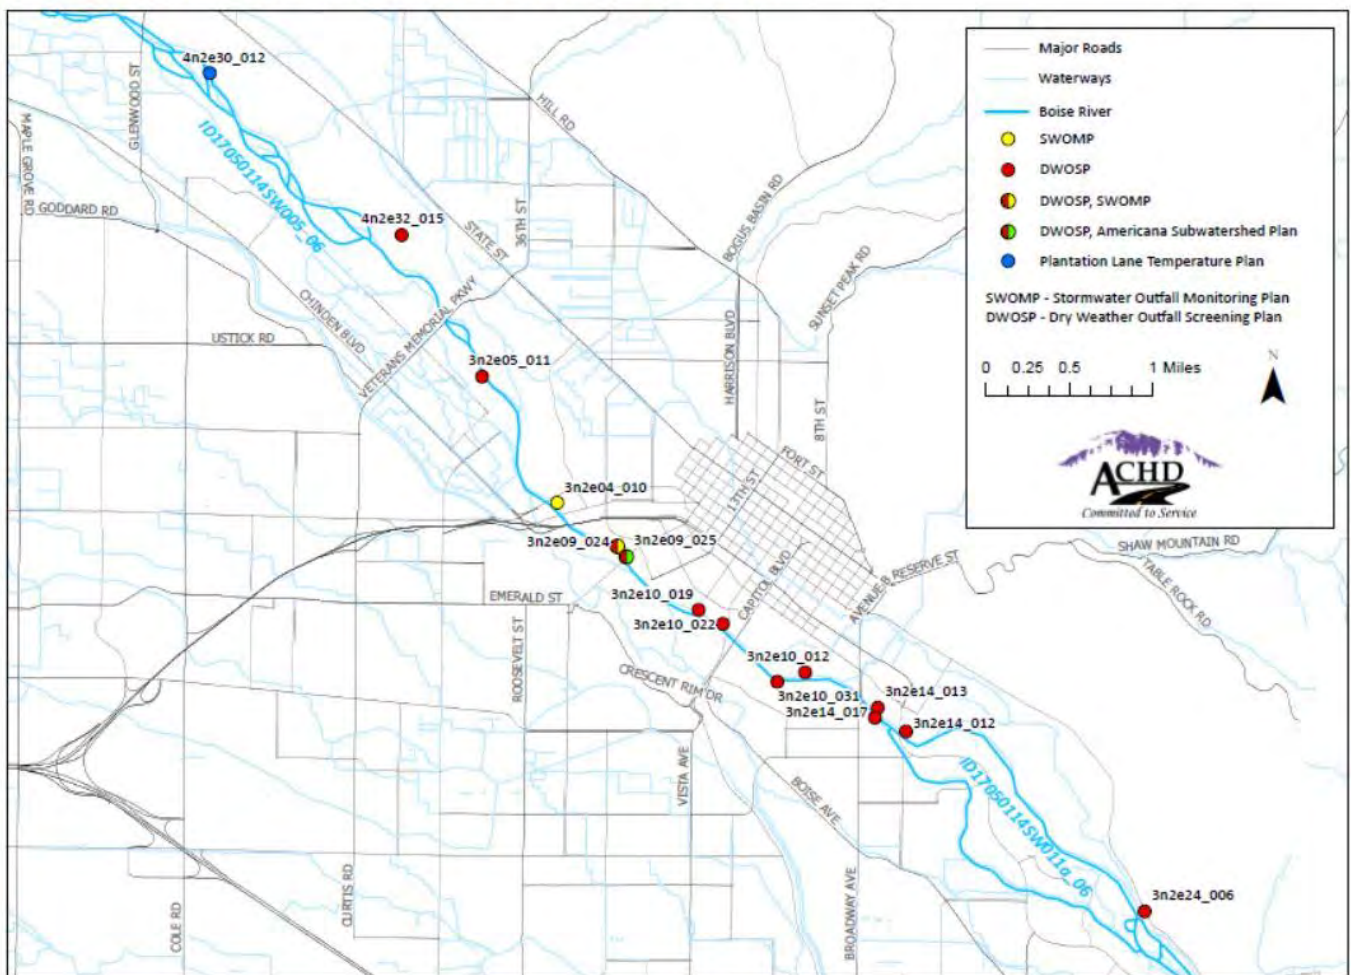 4n2e30_012
GLENWOOD ST
MAPLE GROVE RD
GODDARD RD
ID17050114SW005_06
4n2e32_015
HILL RD
36TH ST
STATE ST
BOGUS BASIN RD
SUNSET PEAK RD
CHINDEN BLVD
USTICK RD
VETERANS MEMORIAL PKWY
3n2e05_011
HARRISON BLVD
8TH ST
FORT ST
13TH ST
3n2e04_010
3n2e09_024
3n2e09_025
EMERALD ST
3n2e10_019
3n2e10_022
CAPITOL BLVD
AVENUE B
RESERVE ST
SHAW MOUNTAIN RD
TABLE ROCK RD
ROOSEVELT ST
CRESCENT RIM DR
3n2e10_012
3n2e10_031
3n2e14_013
3n2e14_017
3n2e14_012
VISTA AVE
BOISE AVE
ID17050114SW011a_06
CURTIS RD
COLE RD
BROADWAY AVE
3n2e24_006
Major Roads
Waterways
Boise River
SWOMP
DWOSP
DWOSP, SWOMP
DWOSP, Americana Subwatershed Plan
Plantation Lane Temperature Plan
SWOMP - Stormwater Outfall Monitoring Plan
DWOSP - Dry Weather Outfall Screening Plan
0 0.25 0.5 1 Miles
N
ACHD
Committed to Service